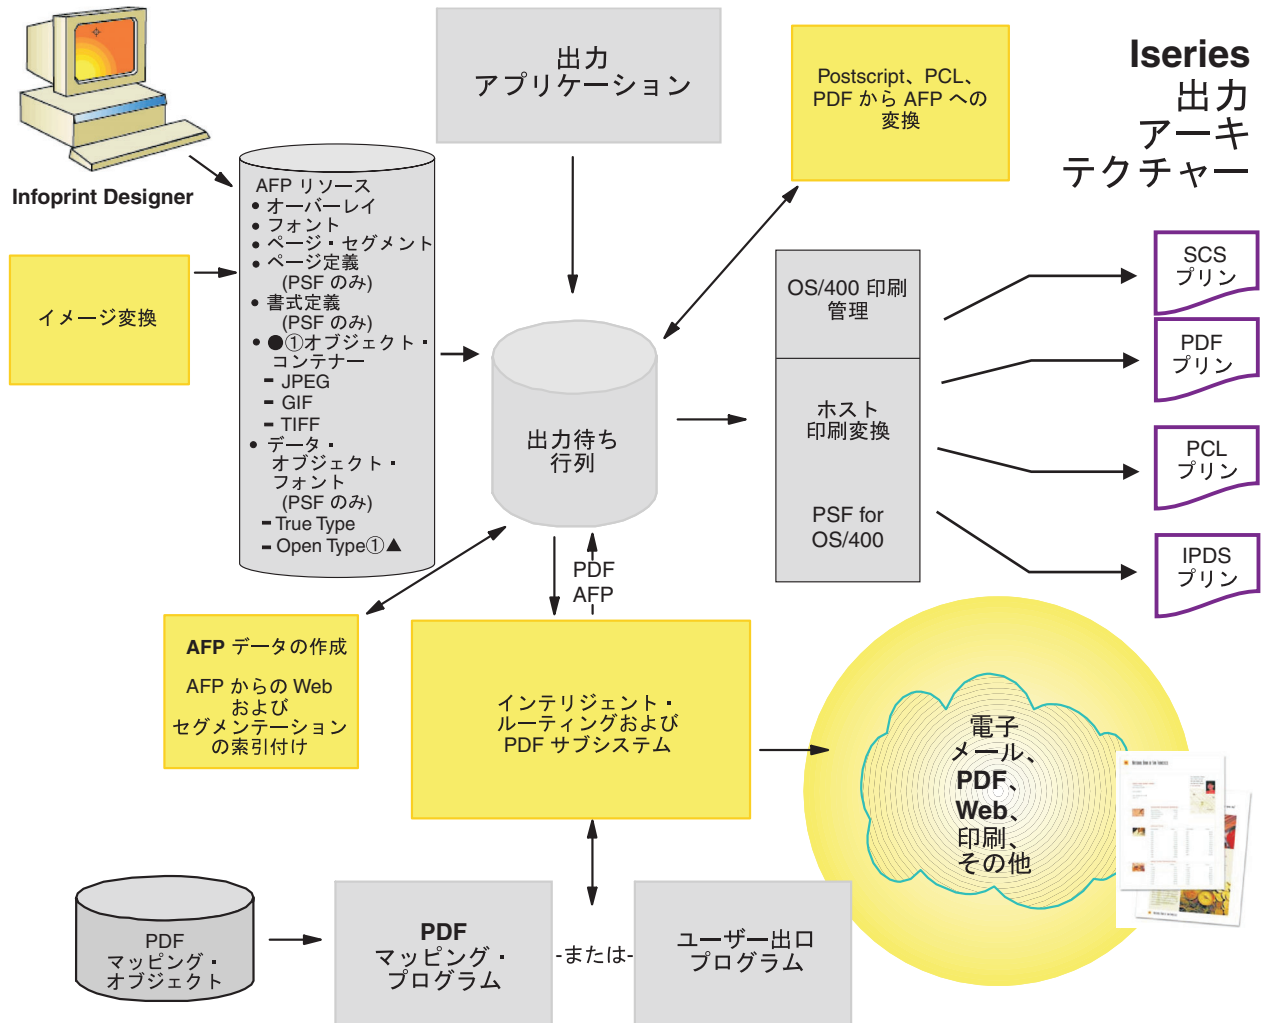 Iseries
出力
アーキ
テクチャー
Infoprint Designer
出力
アプリケーション
Postscript、PCL、
PDF から AFP への
変換
イメージ変換
AFP リソース
• オーバーレイ
• フォント
• ページ・セグメント
• ページ定義
(PSF のみ)
• 書式定義
(PSF のみ)
• ●①オブジェクト・
コンテナー
- JPEG
- GIF
- TIFF
• データ・
オブジェクト・
フォント
(PSF のみ)
- True Type
- Open Type①▲
出力待ち
行列
OS/400 印刷
管理
ホスト
印刷変換
PSF for
OS/400
SCS
プリン
PDF
プリン
PCL
プリン
IPDS
プリン
PDF
AFP
AFP データの作成
AFP からの Web
および
セグメンテーション
の索引付け
インテリジェント・
ルーティングおよび
PDF サブシステム
電子
メール、
PDF、
Web、
印刷、
その他
PDF
マッピング・
オブジェクト
PDF
マッピング・
プログラム
-または-
ユーザー出口
プログラム